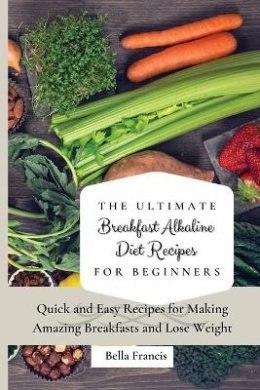 THE ULTIMATE
Breakfast Alkaline
Diet Recipes
FOR BEGINNERS
Quick and Easy Recipes for Making
Amazing Breakfasts and Lose Weight
Bella Francis